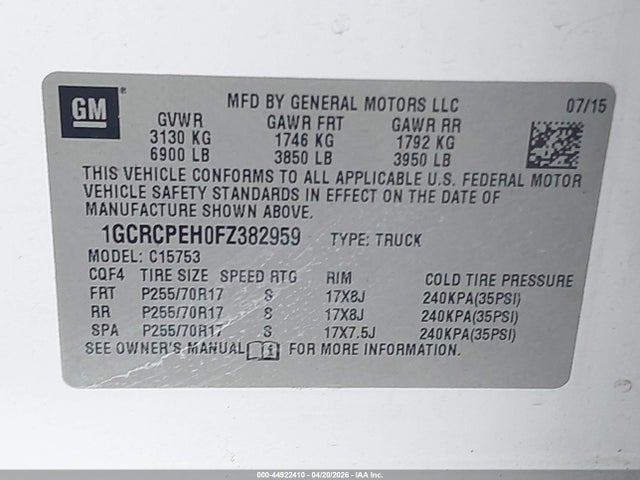 GM ®
MFD BY GENERAL MOTORS LLC 07/15
GVWR GAWR FRT GAWR RR
3130 KG 1746 KG 1792 KG
6900 LB 3850 LB 3950 LB
THIS VEHICLE CONFORMS TO ALL APPLICABLE U.S. FEDERAL MOTOR
VEHICLE SAFETY STANDARDS IN EFFECT ON THE DATE OF
MANUFACTURE SHOWN ABOVE.
1GCRCPEH0FZ382959 TYPE: TRUCK
MODEL: C15753
CQF4 TIRE SIZE SPEED RTG RIM COLD TIRE PRESSURE
FRT P255/70R17 S 17X8J 240KPA(35PSI)
RR P255/70R17 S 17X8J 240KPA(35PSI)
SPA P255/70R17 S 17X7.5J 240KPA(35PSI)
SEE OWNER'S MANUAL FOR MORE INFORMATION.
000-44922410 - 04/20/2026 - IAA Inc.